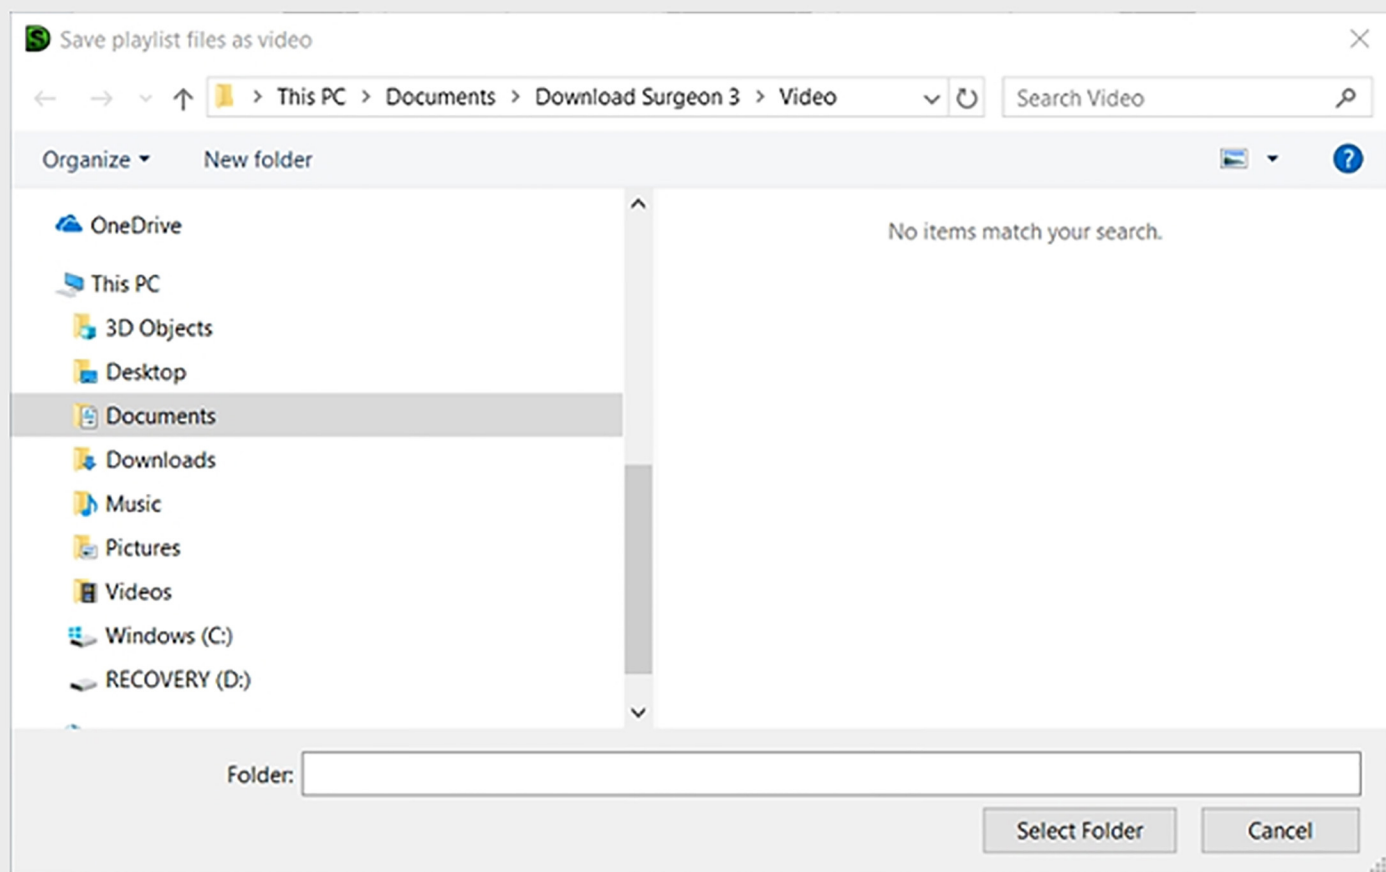 Save playlist files as video
This PC > Documents > Download Surgeon 3 > Video
Search Video
Organize
New folder
OneDrive
This PC
3D Objects
Desktop
Documents
Downloads
Music
Pictures
Videos
Windows (C:)
RECOVERY (D:)
No items match your search.
Folder:
Select Folder
Cancel